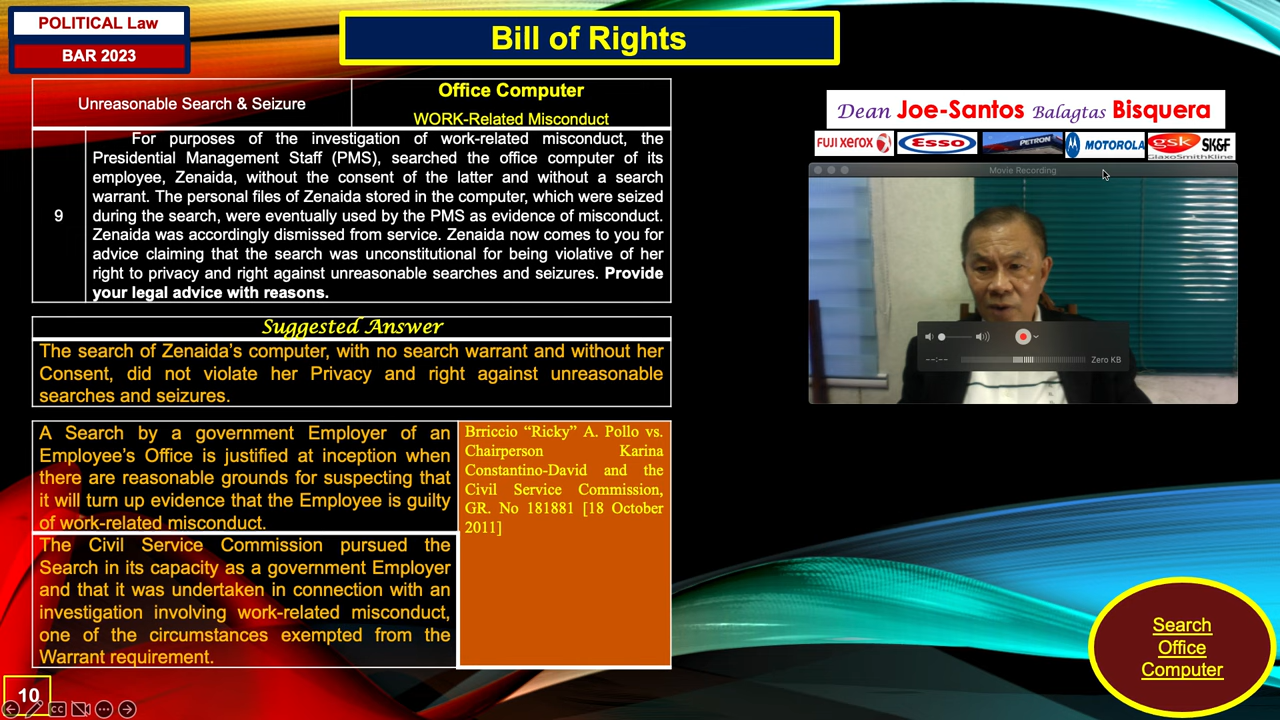 POLITICAL Law
BAR 2023
Bill of Rights
Unreasonable Search & Seizure
Office Computer
WORK-Related Misconduct
9
For purposes of the investigation of work-related misconduct, the
Presidential Management Staff (PMS), searched the office computer of its
employee, Zenaida, without the consent of the latter and without a search
warrant. The personal files of Zenaida stored in the computer, which were seized
during the search, were eventually used by the PMS as evidence of misconduct.
Zenaida was accordingly dismissed from service. Zenaida now comes to you for
advice claiming that the search was unconstitutional for being violative of her
right to privacy and right against unreasonable searches and seizures. Provide
your legal advice with reasons.
Suggested Answer
The search of Zenaida's computer, with no search warrant and without her
Consent, did not violate her Privacy and right against unreasonable
searches and seizures.
A Search by a government Employer of an
Employee's Office is justified at inception when
there are reasonable grounds for suspecting that
it will turn up evidence that the Employee is guilty
of work-related misconduct.
The Civil Service Commission pursued the
Search in its capacity as a government Employer
and that it was undertaken in connection with an
investigation involving work-related misconduct,
one of the circumstances exempted from the
Warrant requirement.
Brriccio “Ricky” A. Pollo vs.
Chairperson Karina
Constantino-David and the
Civil Service Commission,
GR. No 181881 [18 October
2011]
Dean Joe-Santos Balagtas Bisquera
FUJI XEROX
ESSO
PETRON
MOTOROLA
gsk
SK&F
GlaxoSmithKline
Movie Recording
--:--
Zero KB
Search
Office
Computer
10
CC